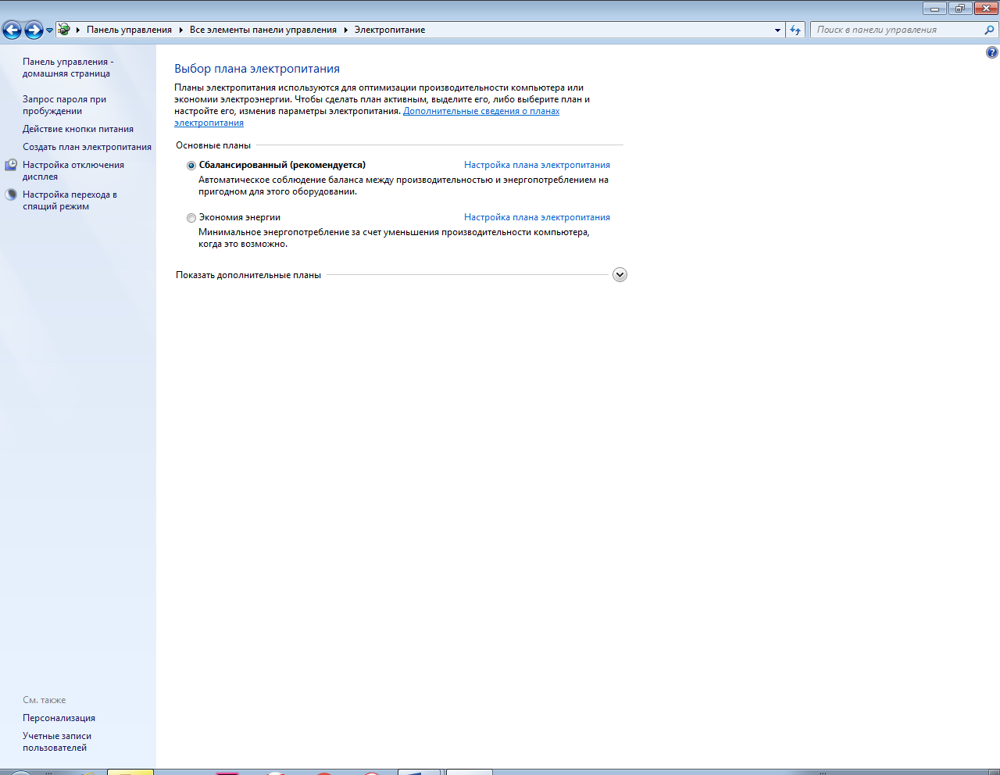 Панель управления
Все элементы панели управления
Электропитание
Поиск в панели управления
Панель управления -
домашняя страница
Запрос пароля при
пробуждении
Действие кнопки питания
Создать план электропитания
Настройка отключения
дисплея
Настройка перехода в
спящий режим
См. также
Персонализация
Учетные записи
пользователей
Выбор плана электропитания
Планы электропитания используются для оптимизации производительности компьютера или
экономии электроэнергии. Чтобы сделать план активным, выделите его, либо выберите план и
настройте его, изменив параметры электропитания. Дополнительные сведения о планах
электропитания
Основные планы
Сбалансированный (рекомендуется) Настройка плана электропитания
Автоматическое соблюдение баланса между производительностью и энергопотреблением на
пригодном для этого оборудовании.
Экономия энергии Настройка плана электропитания
Минимальное энергопотребление за счет уменьшения производительности компьютера,
когда это возможно.
Показать дополнительные планы